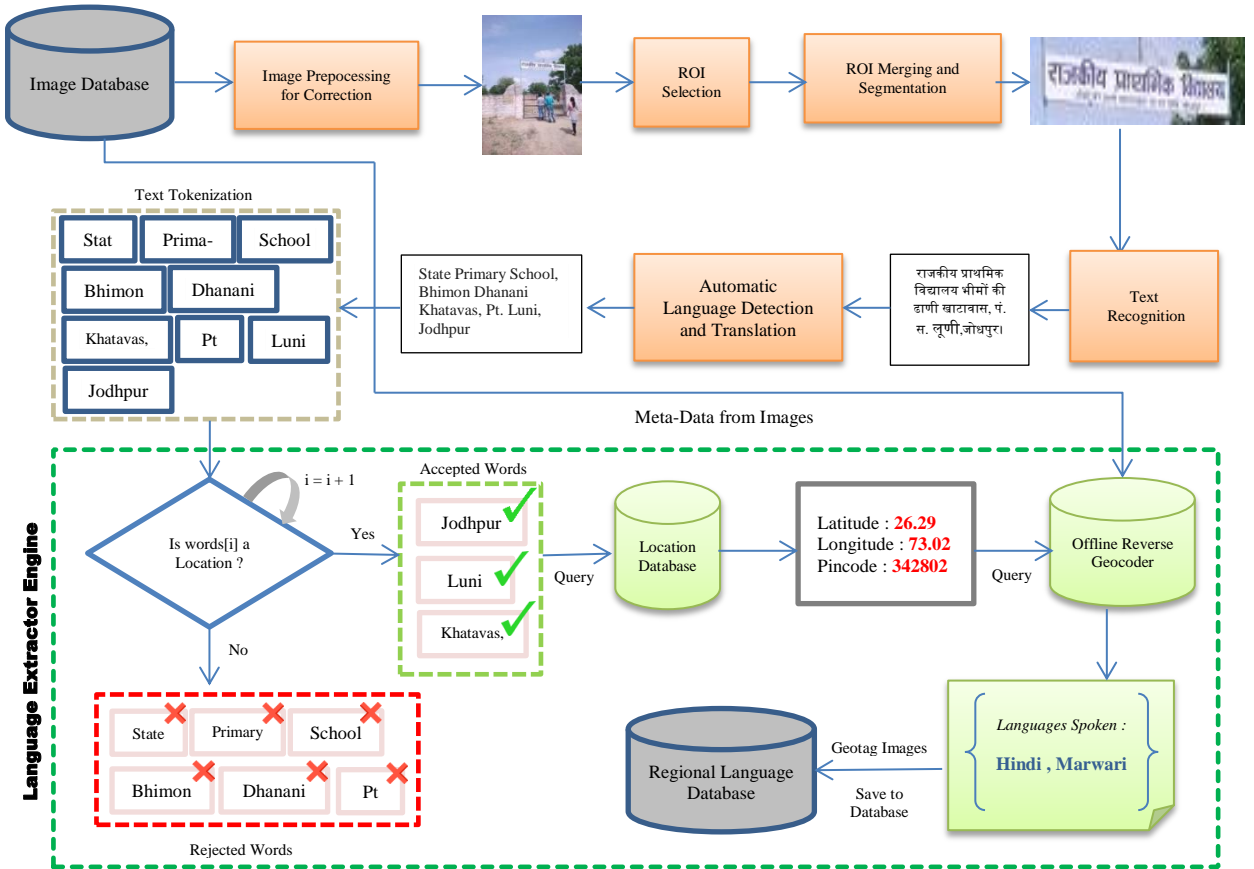 Image Database
Image Prepocessing
for Correction
ROI
Selection
ROI Merging and
Segmentation
राजकीय प्राथमिक विद्यालय
Text Tokenization
Stat
Prima-
School
Bhimon
Dhanani
Khatavas,
Pt
Luni
Jodhpur
State Primary School,
Bhimon Dhanani
Khatavas, Pt. Luni,
Jodhpur
Automatic
Language Detection
and Translation
राजकीय प्राथमिक
विद्यालय भीमों की
ढाणी खाटावास, पं.
स. लूणी,जोधपुर।
Text
Recognition
Meta-Data from Images
Language Extractor Engine
i = i + 1
Is words[i] a
Location ?
Yes
No
Accepted Words
Jodhpur
Luni
Khatavas,
Query
Location
Database
Latitude : 26.29
Longitude : 73.02
Pincode : 342802
Query
Offline Reverse
Geocoder
State
Primary
School
Bhimon
Dhanani
Pt
Rejected Words
Regional Language
Database
Geotag Images
Save to
Database
Languages Spoken :
Hindi , Marwari